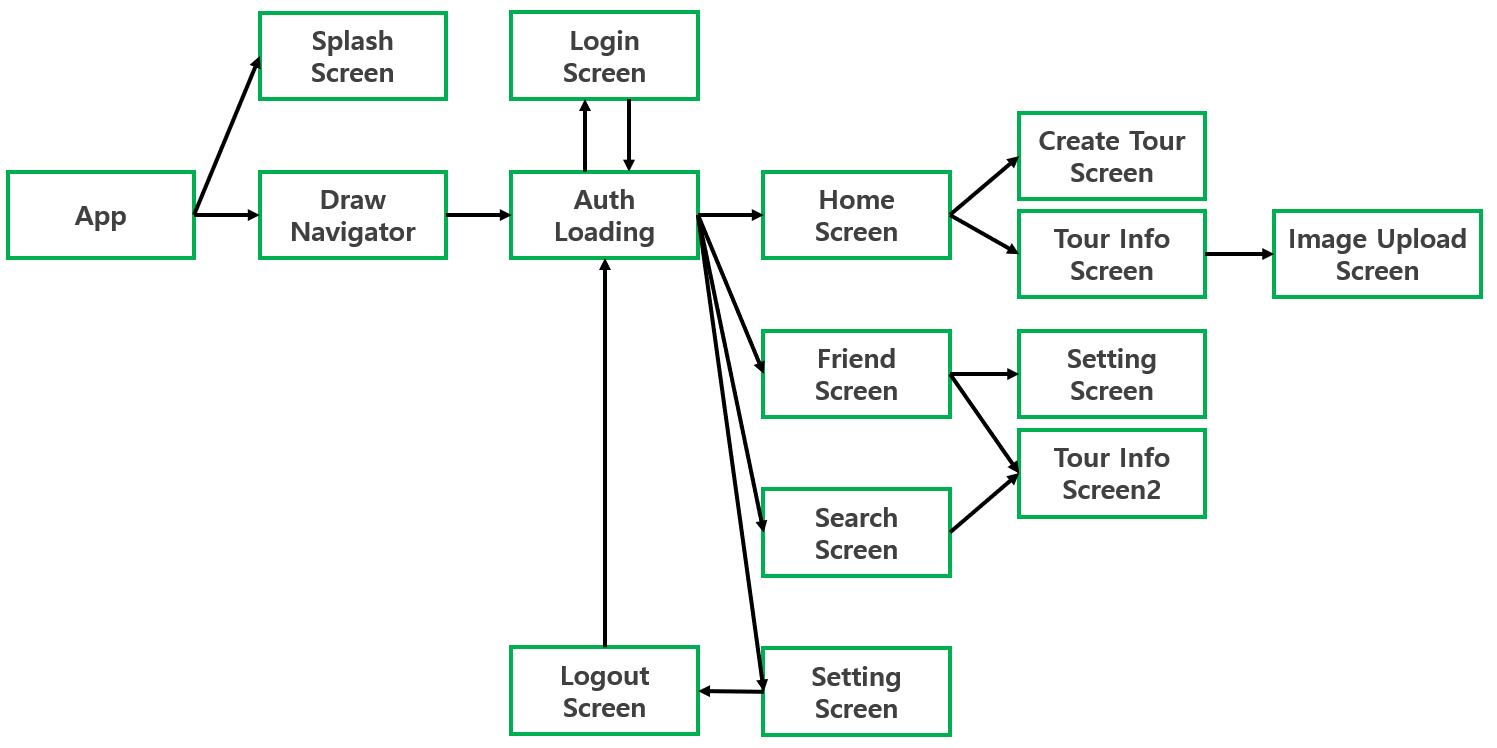 Splash
Screen
Login
Screen
App
Draw
Navigator
Auth
Loading
Home
Screen
Create Tour
Screen
Tour Info
Screen
Image Upload
Screen
Friend
Screen
Setting
Screen
Tour Info
Screen2
Search
Screen
Logout
Screen
Setting
Screen